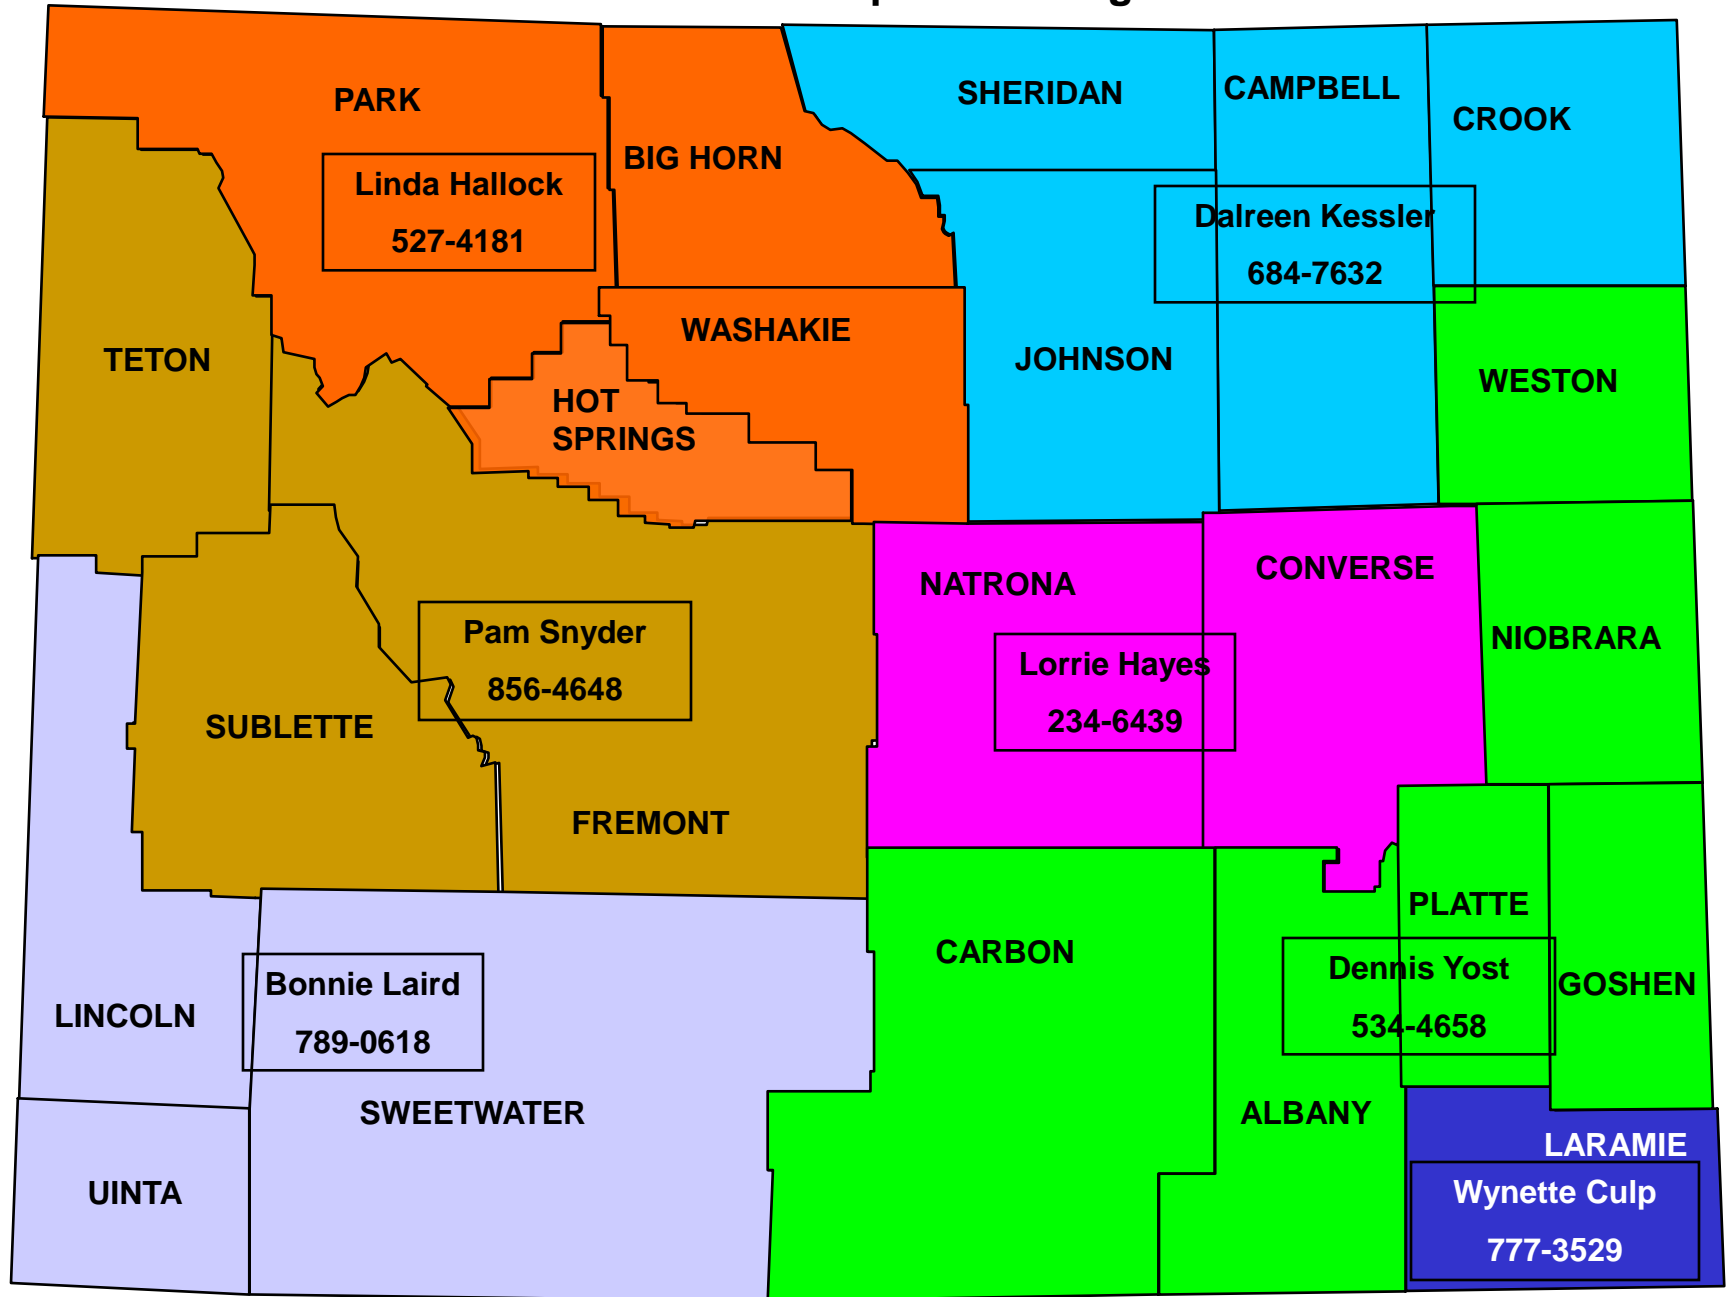 PARK
BIG HORN
SHERIDAN
CAMPBELL
CROOK
Linda Hallock
527-4181
Dalreen Kessler
684-7632
TETON
WASHAKIE
HOT
SPRINGS
JOHNSON
WESTON
NATRONA
CONVERSE
NIOBRARA
Pam Snyder
856-4648
Lorrie Hayes
234-6439
SUBLETTE
FREMONT
PLATTE
CARBON
Dennis Yost
534-4658
GOSHEN
LINCOLN
Bonnie Laird
789-0618
SWEETWATER
ALBANY
UINTA
LARAMIE
Wynette Culp
777-3529